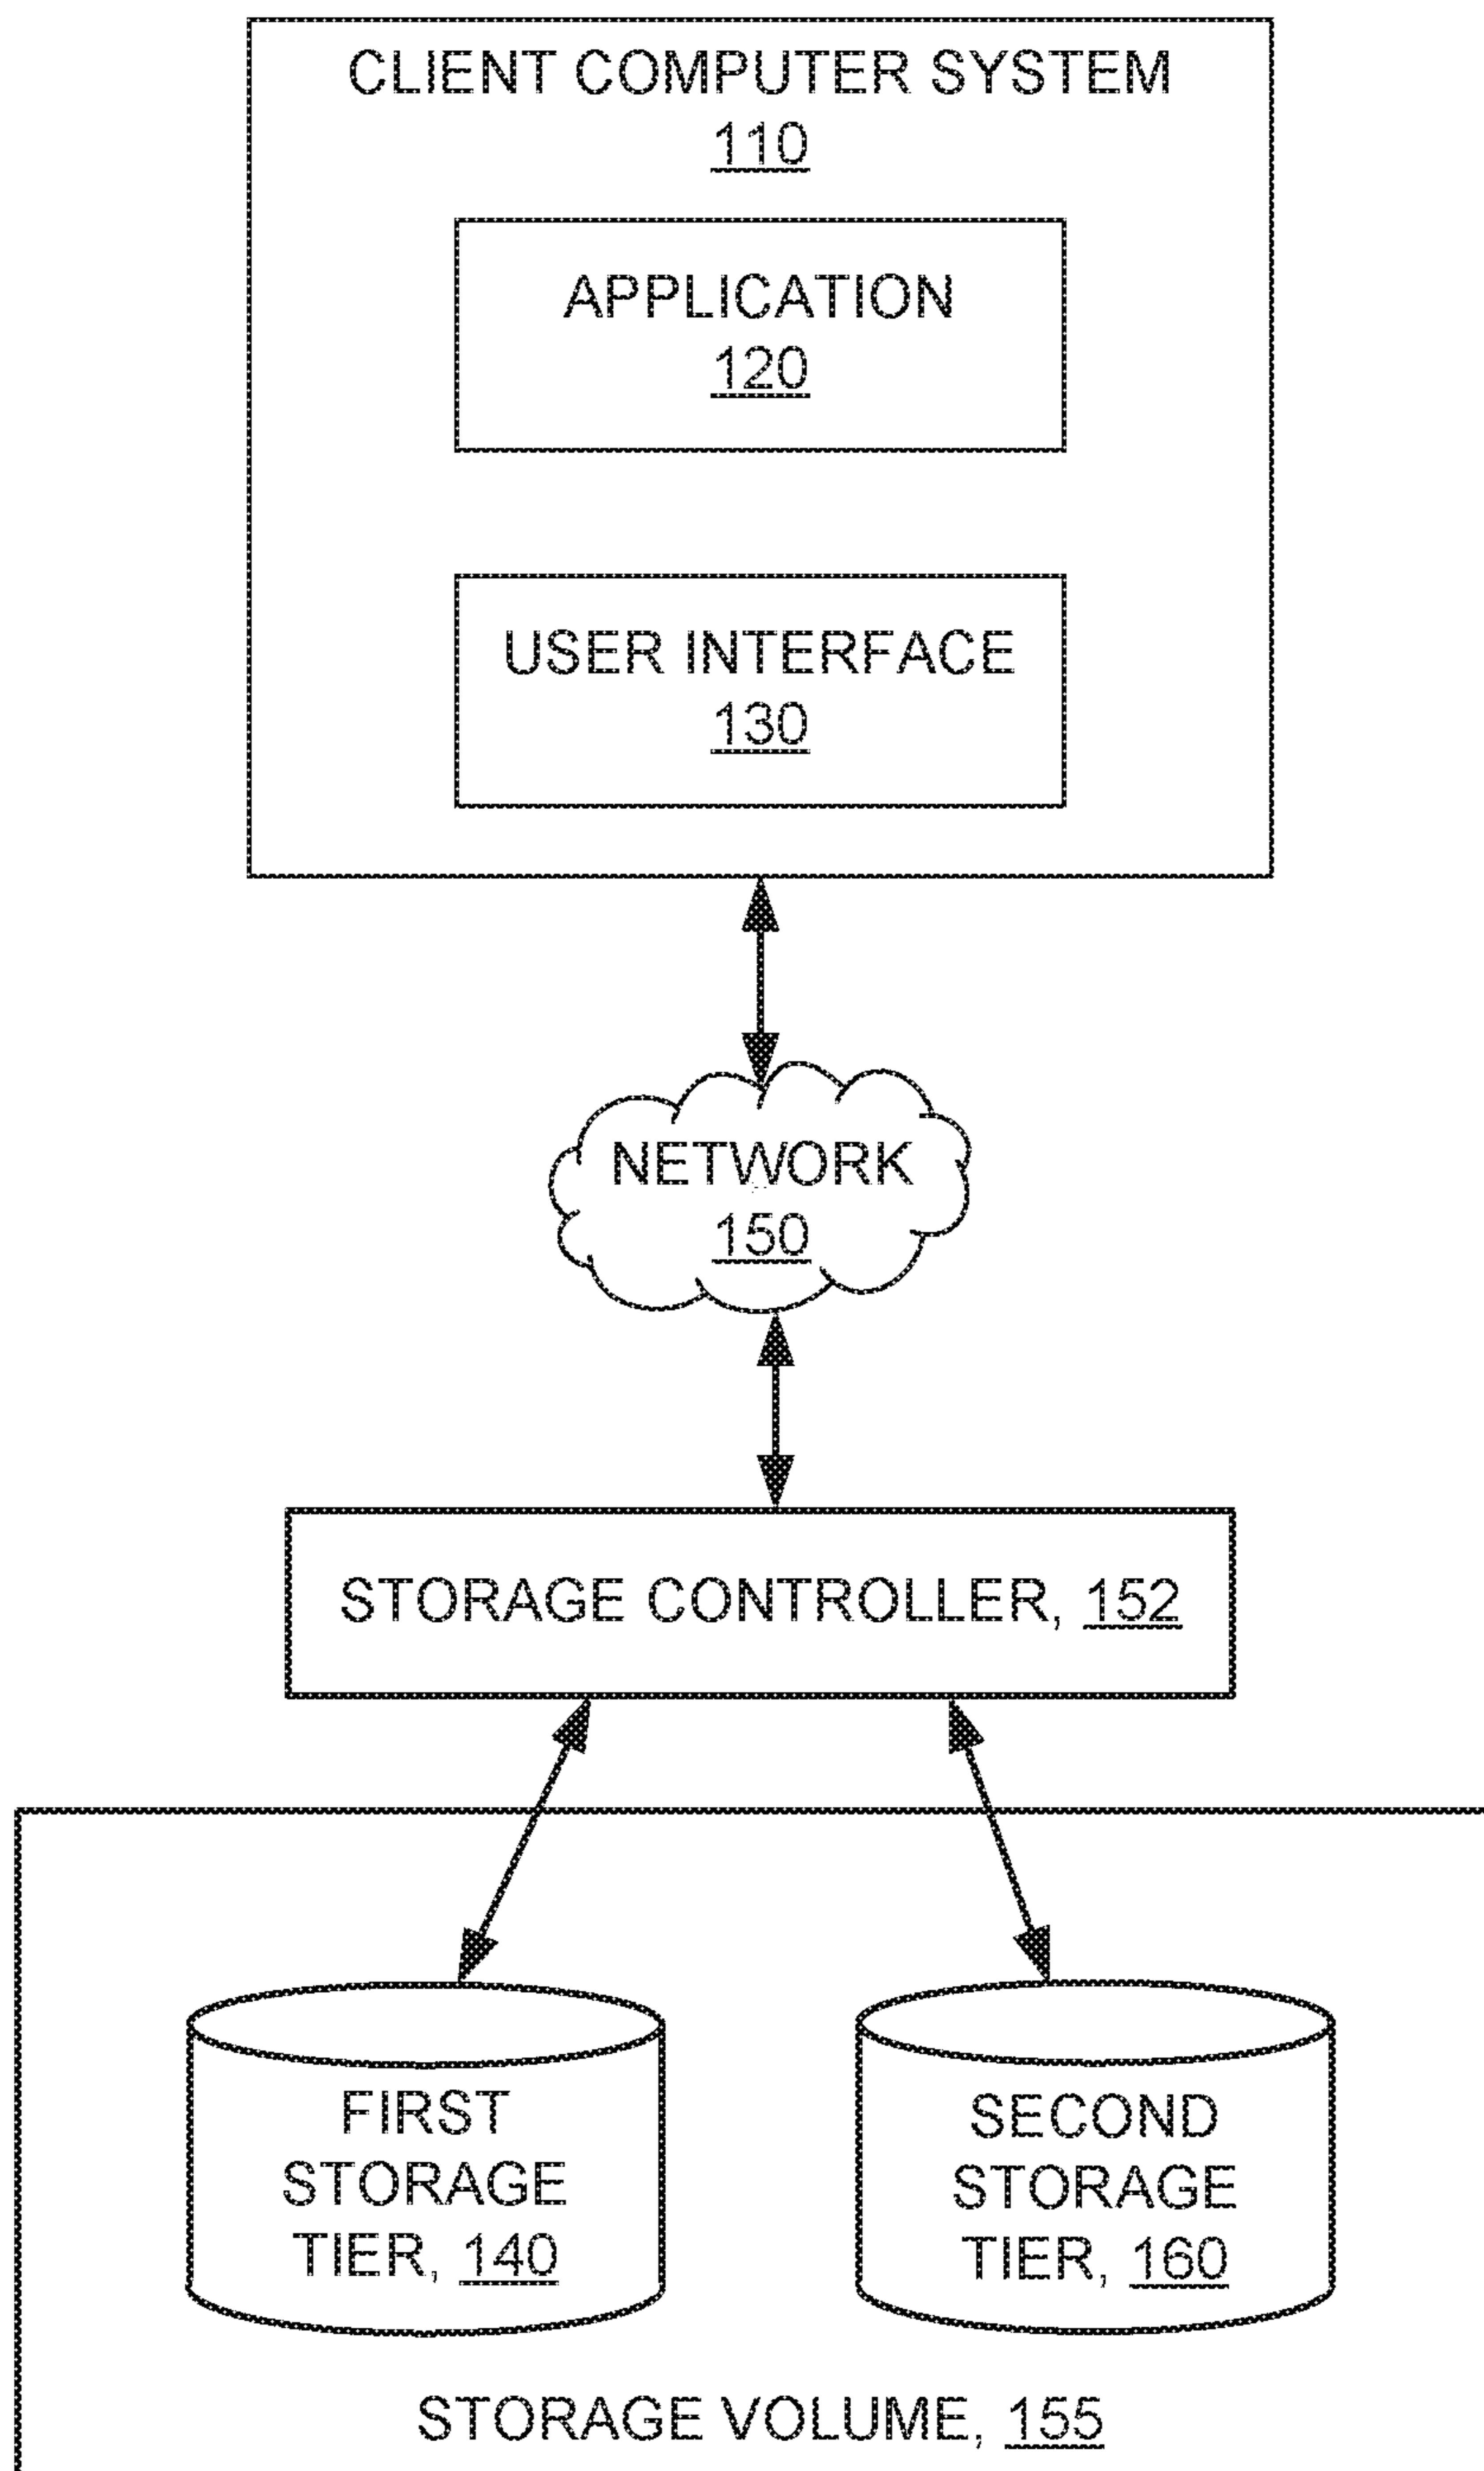 CLIENT COMPUTER SYSTEM
110
APPLICATION
120
USER INTERFACE
130
NETWORK
150
STORAGE CONTROLLER, 152
FIRST
STORAGE
TIER, 140
SECOND
STORAGE
TIER, 160
STORAGE VOLUME, 155